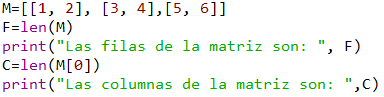 M=[[1, 2], [3, 4],[5, 6]]
F=len(M)
print("Las filas de la matriz son: ", F)
C=len(M[0])
print("Las columnas de la matriz son: ",C)